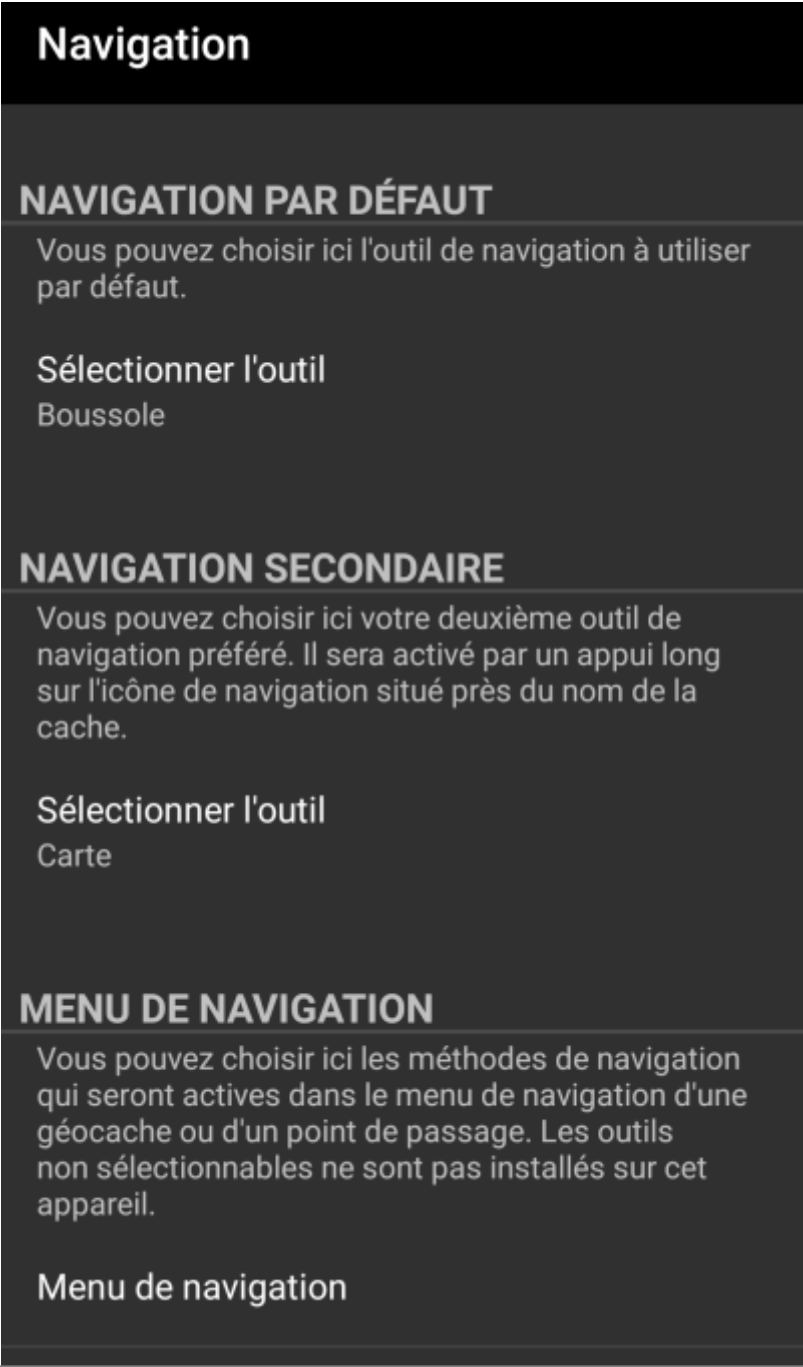 Navigation
NAVIGATION PAR DÉFAUT
Vous pouvez choisir ici l'outil de navigation à utiliser
par défaut.
Sélectionner l'outil
Boussole
NAVIGATION SECONDAIRE
Vous pouvez choisir ici votre deuxième outil de
navigation préféré. Il sera activé par un appui long
sur l'icône de navigation situé près du nom de la
cache.
Sélectionner l'outil
Carte
MENU DE NAVIGATION
Vous pouvez choisir ici les méthodes de navigation
qui seront actives dans le menu de navigation d'une
géocache ou d'un point de passage. Les outils
non sélectionnables ne sont pas installés sur cet
appareil.
Menu de navigation